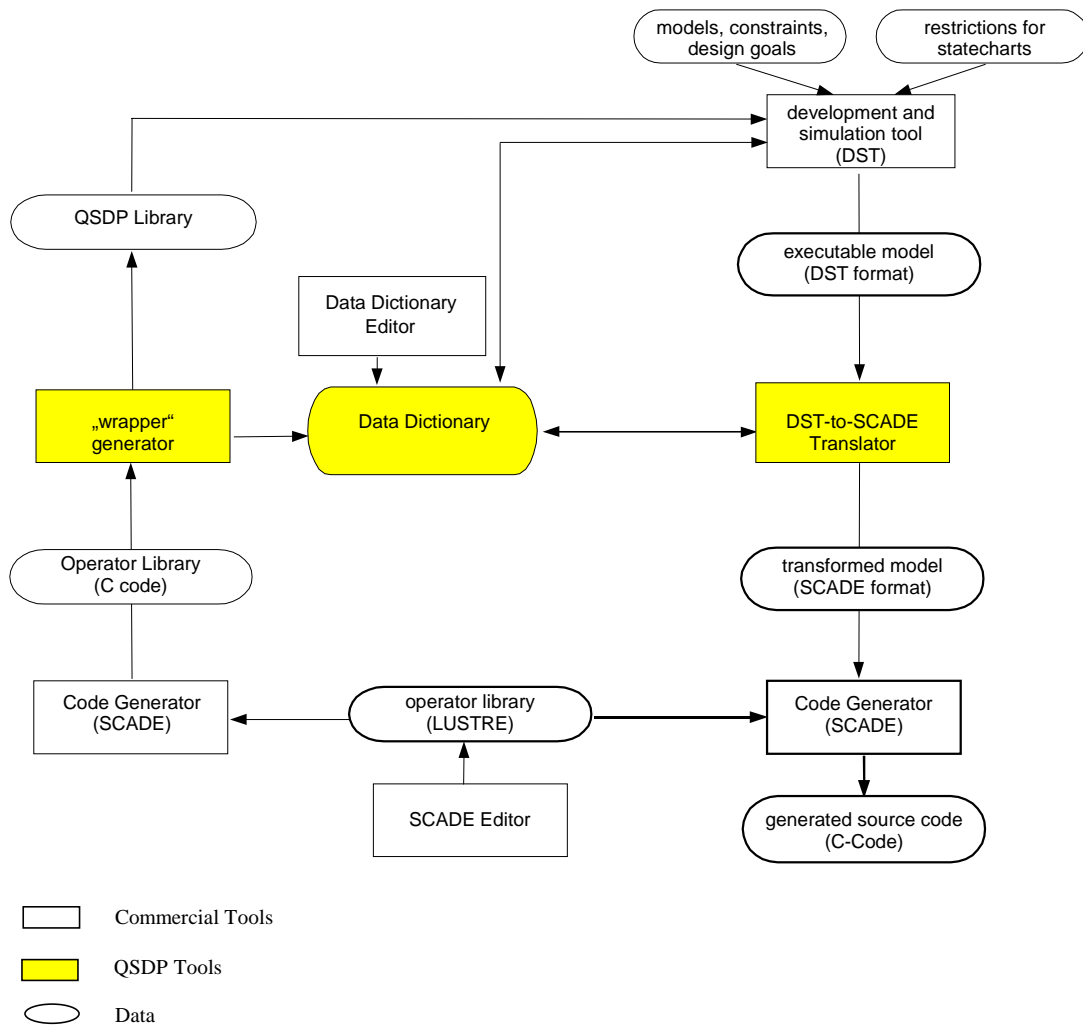 models, constraints,
design goals
restrictions for
statecharts
development and
simulation tool
(DST)
QSDP Library
executable model
(DST format)
Data Dictionary
Editor
„wrapper“
generator
Data Dictionary
DST-to-SCADE
Translator
Operator Library
(C code)
transformed model
(SCADE format)
Code Generator
(SCADE)
operator library
(LUSTRE)
Code Generator
(SCADE)
SCADE Editor
generated source code
(C-Code)
Commercial Tools
QSDP Tools
Data